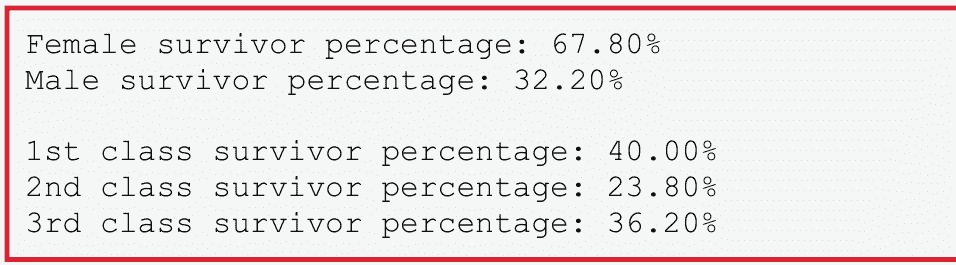 Female survivor percentage: 67.80%
Male survivor percentage: 32.20%
1st class survivor percentage: 40.00%
2nd class survivor percentage: 23.80%
3rd class survivor percentage: 36.20%